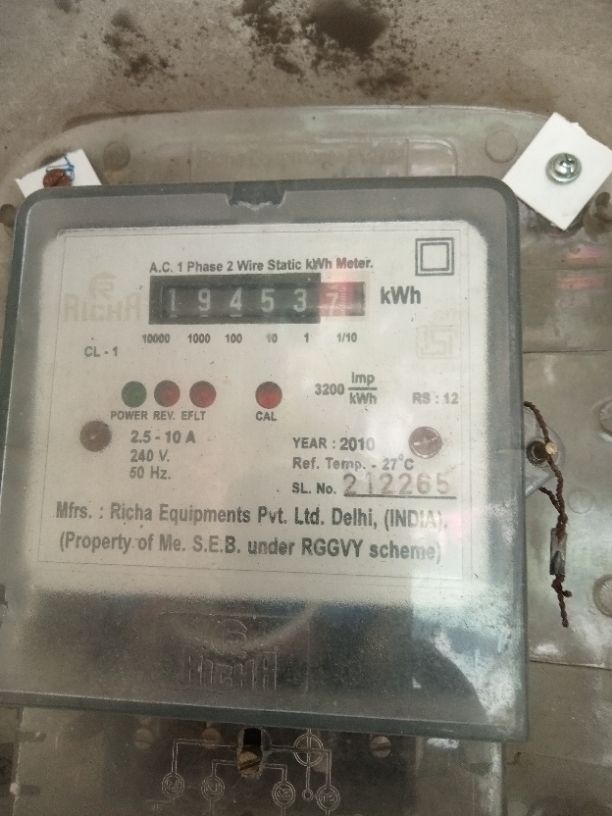 A.C. 1 Phase 2 Wire Static kWh Meter.
RICHA
1 9 4 5 3 7 kWh
10000 1000 100 10 1 1/10
CL - 1
ISI
3200 Imp/kWh
RS : 12
POWER REV. EFLT CAL
2.5 - 10 A
240 V.
50 Hz.
YEAR : 2010
Ref. Temp. - 27°C
SL. No. 212265
Mfrs. : Richa Equipments Pvt. Ltd. Delhi, (INDIA).
(Property of Me. S.E.B. under RGGVY scheme)
RICHA